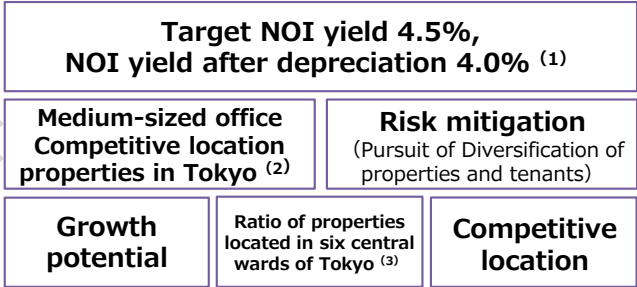 Target NOI yield 4.5%,
NOI yield after depreciation 4.0% (1)
Medium-sized office
Competitive location
properties in Tokyo (2)
Risk mitigation
（Pursuit of Diversification of
properties and tenants）
Growth
potential
Ratio of properties
located in six central
wards of Tokyo (3)
Competitive
location